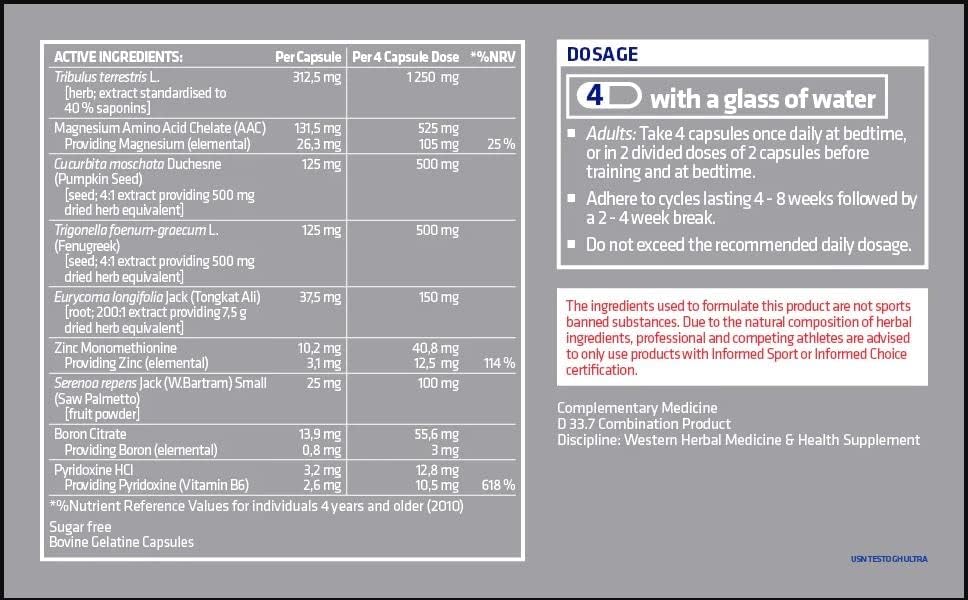 ACTIVE INGREDIENTS: Per Capsule Per 4 Capsule Dose *%NRV
Tribulus terrestris L. 312,5 mg 1 250 mg
[herb; extract standardised to
40 % saponins]
Magnesium Amino Acid Chelate (AAC) 131,5 mg 525 mg
Providing Magnesium (elemental) 26,3 mg 105 mg 25 %
Cucurbita moschata Duchesne 125 mg 500 mg
(Pumpkin Seed)
[seed; 4:1 extract providing 500 mg
dried herb equivalent]
Trigonella foenum-graecum L. 125 mg 500 mg
(Fenugreek)
[seed; 4:1 extract providing 500 mg
dried herb equivalent]
Eurycoma longifolia Jack (Tongkat Ali) 37,5 mg 150 mg
[root; 200:1 extract providing 7,5 g
dried herb equivalent]
Zinc Monomethionine 10,2 mg 40,8 mg
Providing Zinc (elemental) 3,1 mg 12,5 mg 114 %
Serenoa repens Jack (W.Bartram) Small 25 mg 100 mg
(Saw Palmetto)
[fruit powder]
Boron Citrate 13,9 mg 55,6 mg
Providing Boron (elemental) 0,8 mg 3 mg
Pyridoxine HCl 3,2 mg 12,8 mg
Providing Pyridoxine (Vitamin B6) 2,6 mg 10,5 mg 618 %
*%Nutrient Reference Values for individuals 4 years and older (2010)
Sugar free
Bovine Gelatine Capsules
DOSAGE
4 with a glass of water
Adults: Take 4 capsules once daily at bedtime,
or in 2 divided doses of 2 capsules before
training and at bedtime.
Adhere to cycles lasting 4 - 8 weeks followed by
a 2 - 4 week break.
Do not exceed the recommended daily dosage.
The ingredients used to formulate this product are not sports
banned substances. Due to the natural composition of herbal
ingredients, professional and competing athletes are advised
to only use products with Informed Sport or Informed Choice
certification.
Complementary Medicine
D 33.7 Combination Product
Discipline: Western Herbal Medicine & Health Supplement
USN TESTO GH ULTRA